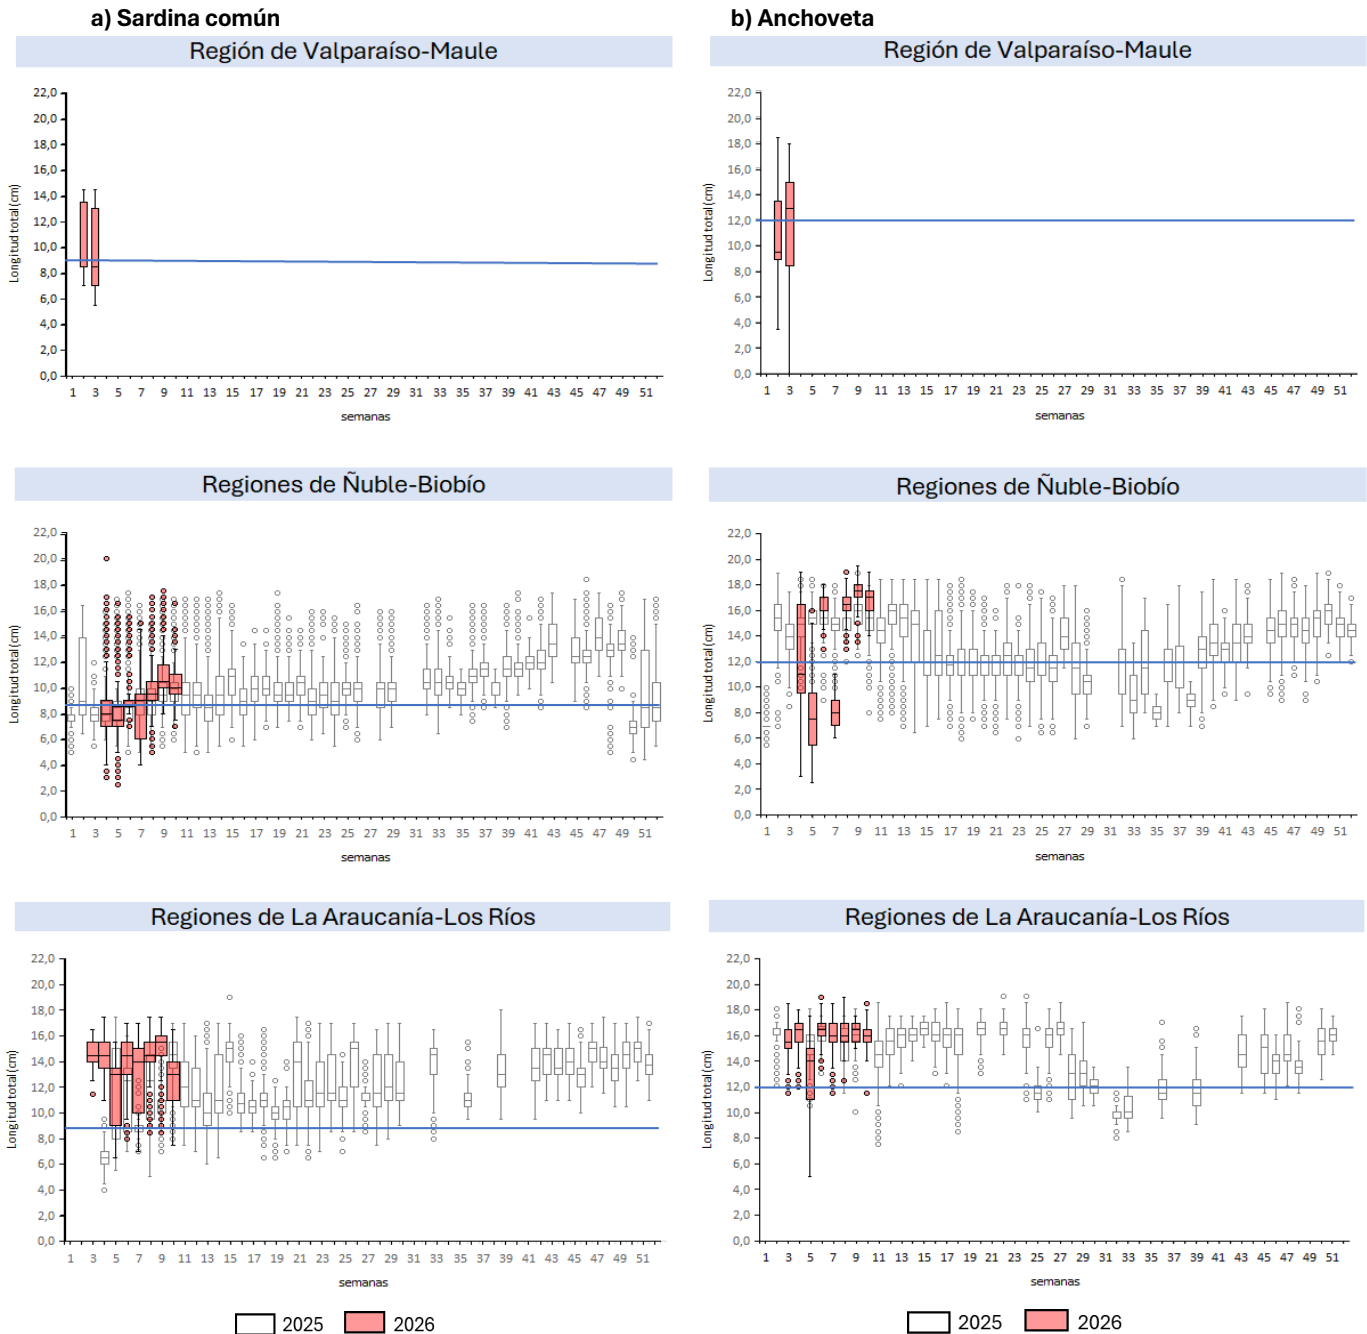 a) Sardina común
b) Anchoveta
Región de Valparaíso-Maule
Región de Valparaíso-Maule
Longitud total (cm)
22,0
20,0
18,0
16,0
14,0
12,0
10,0
8,0
6,0
4,0
2,0
0,0
1 3 5 7 9 11 13 15 17 19 21 23 25 27 29 31 33 35 37 39 41 43 45 47 49 51
semanas
Longitud total (cm)
22,0
20,0
18,0
16,0
14,0
12,0
10,0
8,0
6,0
4,0
2,0
0,0
1 3 5 7 9 11 13 15 17 19 21 23 25 27 29 31 33 35 37 39 41 43 45 47 49 51
semanas
Regiones de Ñuble-Biobío
Regiones de Ñuble-Biobío
Longitud total (cm)
22,0
20,0
18,0
16,0
14,0
12,0
10,0
8,0
6,0
4,0
2,0
0,0
1 3 5 7 9 11 13 15 17 19 21 23 25 27 29 31 33 35 37 39 41 43 45 47 49 51
semanas
Longitud total (cm)
22,0
20,0
18,0
16,0
14,0
12,0
10,0
8,0
6,0
4,0
2,0
0,0
1 3 5 7 9 11 13 15 17 19 21 23 25 27 29 31 33 35 37 39 41 43 45 47 49 51
semanas
Regiones de La Araucanía-Los Ríos
Regiones de La Araucanía-Los Ríos
Longitud total (cm)
22,0
20,0
18,0
16,0
14,0
12,0
10,0
8,0
6,0
4,0
2,0
0,0
1 3 5 7 9 11 13 15 17 19 21 23 25 27 29 31 33 35 37 39 41 43 45 47 49 51
semanas
Longitud total (cm)
22,0
20,0
18,0
16,0
14,0
12,0
10,0
8,0
6,0
4,0
2,0
0,0
1 3 5 7 9 11 13 15 17 19 21 23 25 27 29 31 33 35 37 39 41 43 45 47 49 51
semanas
2025 2026
2025 2026